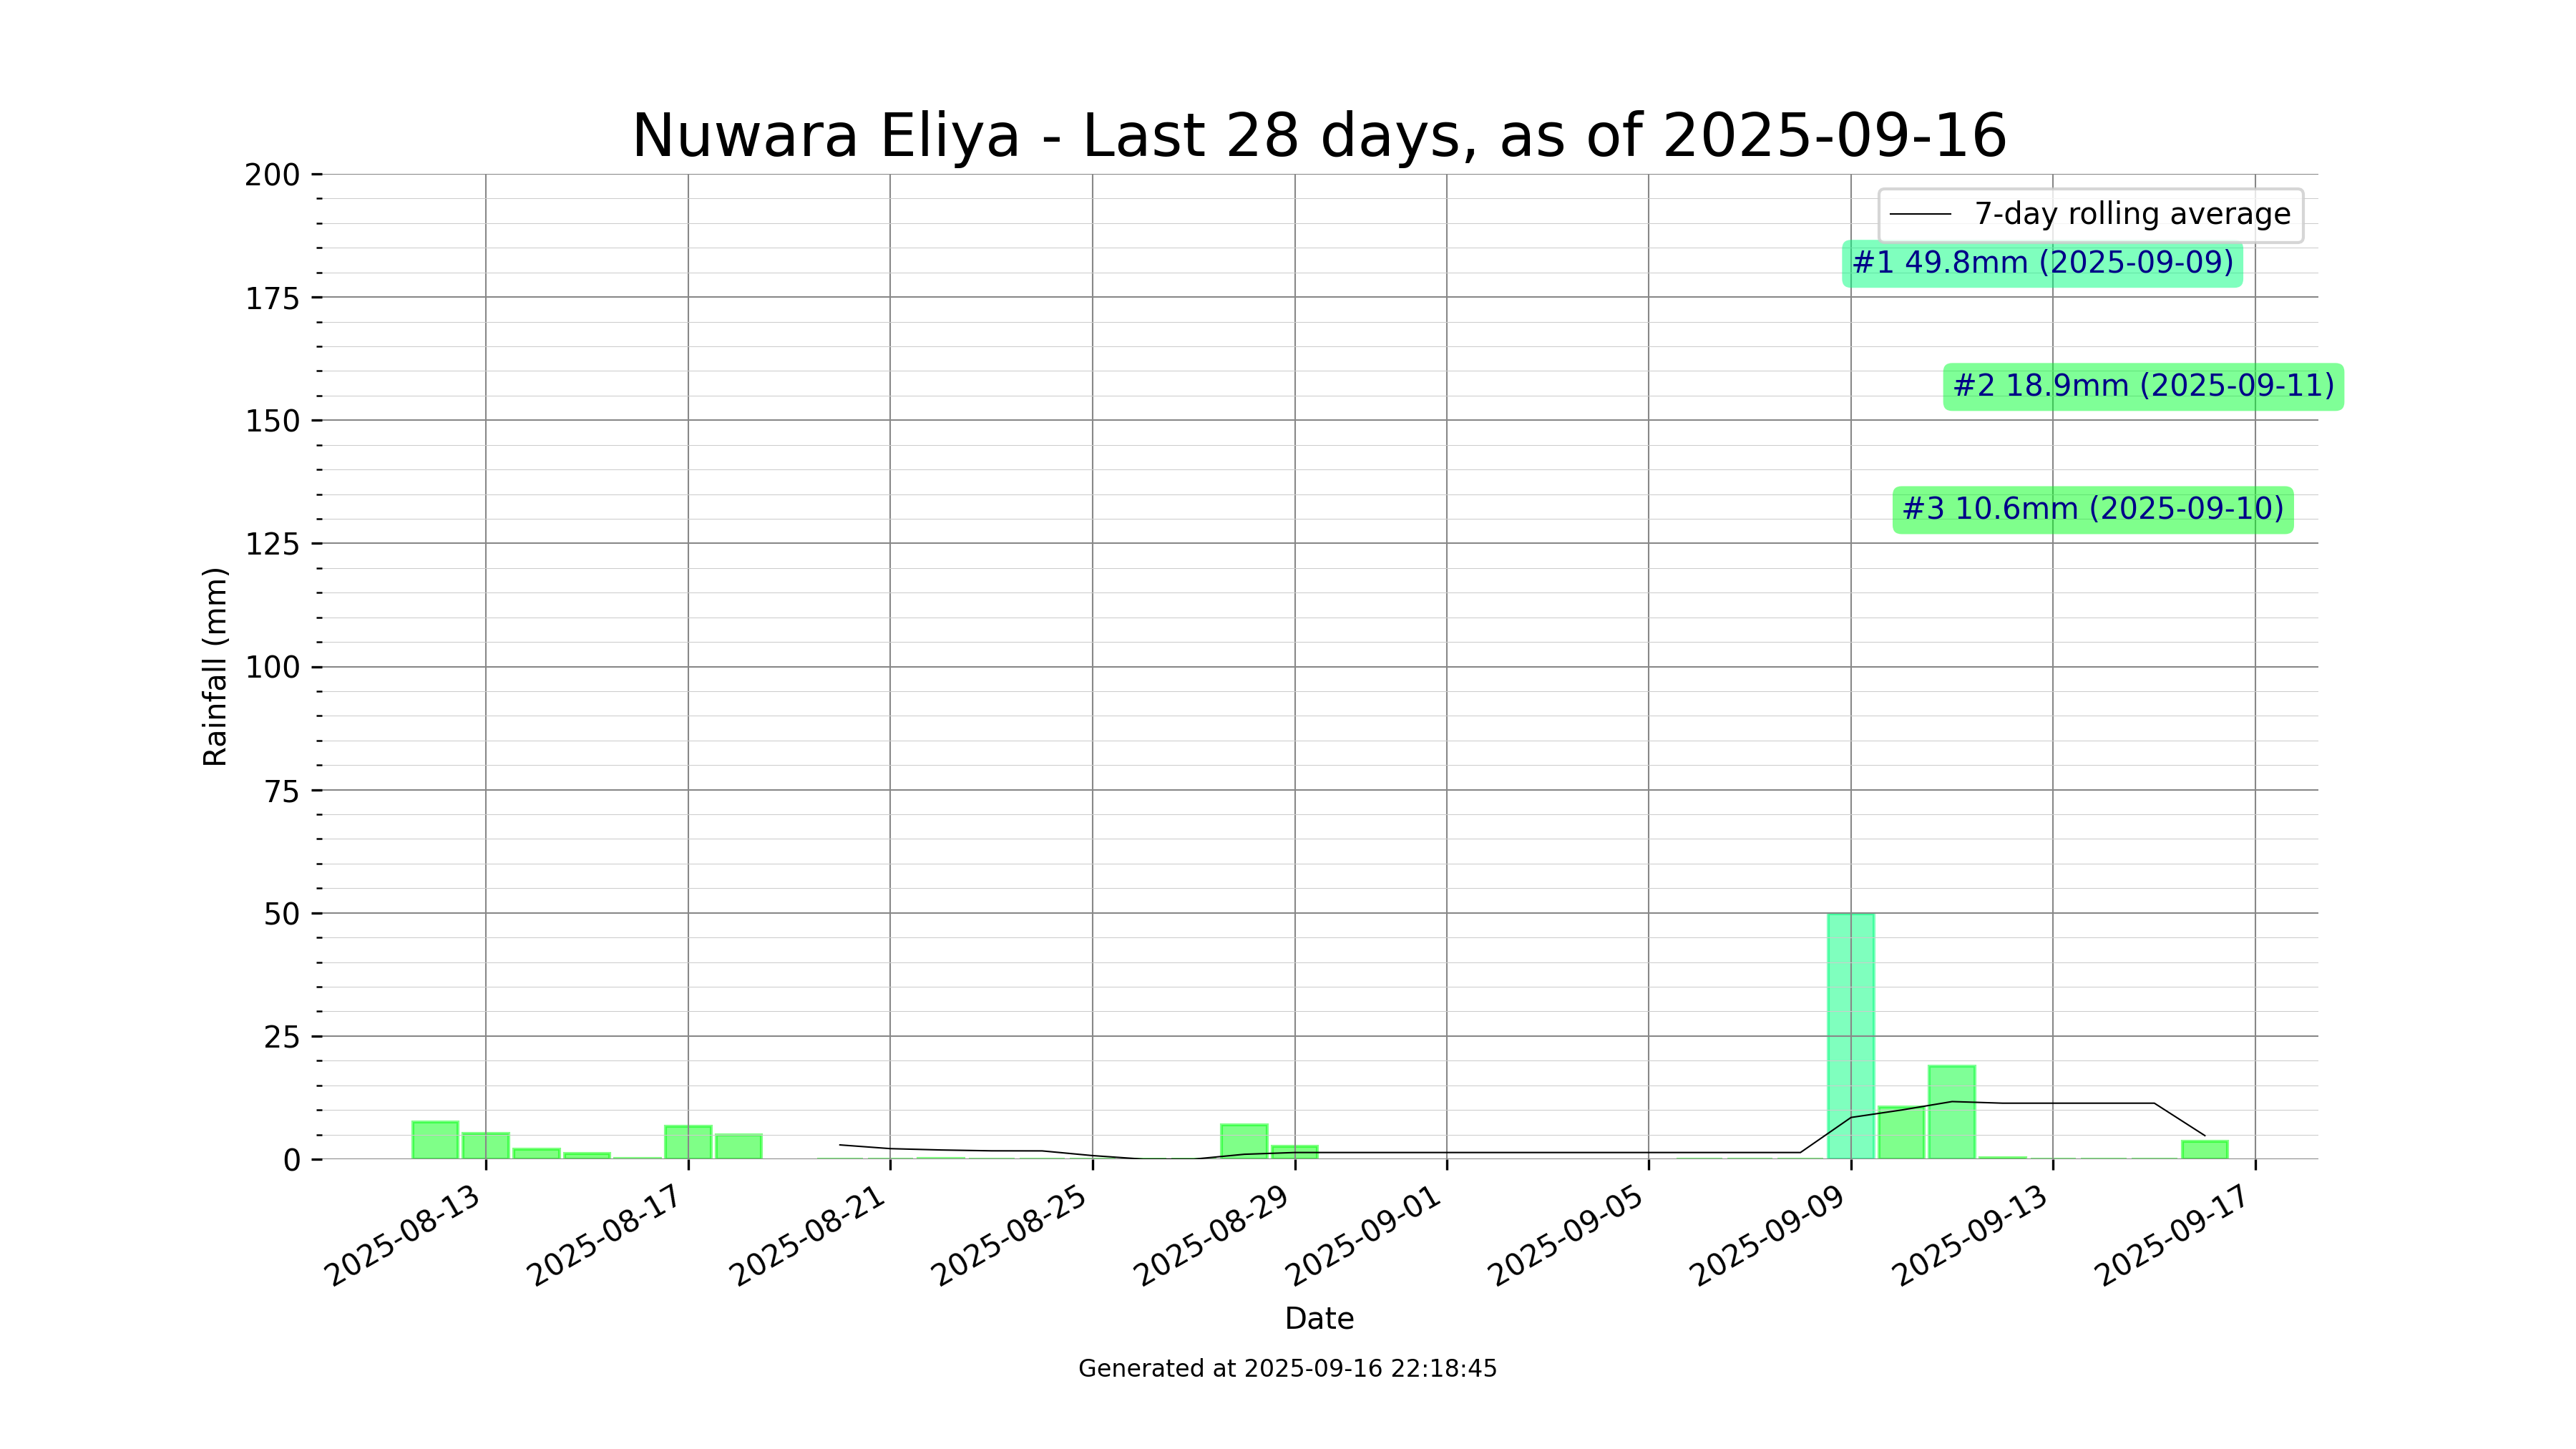 Nuwara Eliya - Last 28 days, as of 2025-09-16
200
175
150
125
100
75
50
25
0
Rainfall (mm)
7-day rolling average
#1 49.8mm (2025-09-09)
#2 18.9mm (2025-09-11)
#3 10.6mm (2025-09-10)
2025-08-13
2025-08-17
2025-08-21
2025-08-25
2025-08-29
2025-09-01
2025-09-05
2025-09-09
2025-09-13
2025-09-17
Date
Generated at 2025-09-16 22:18:45